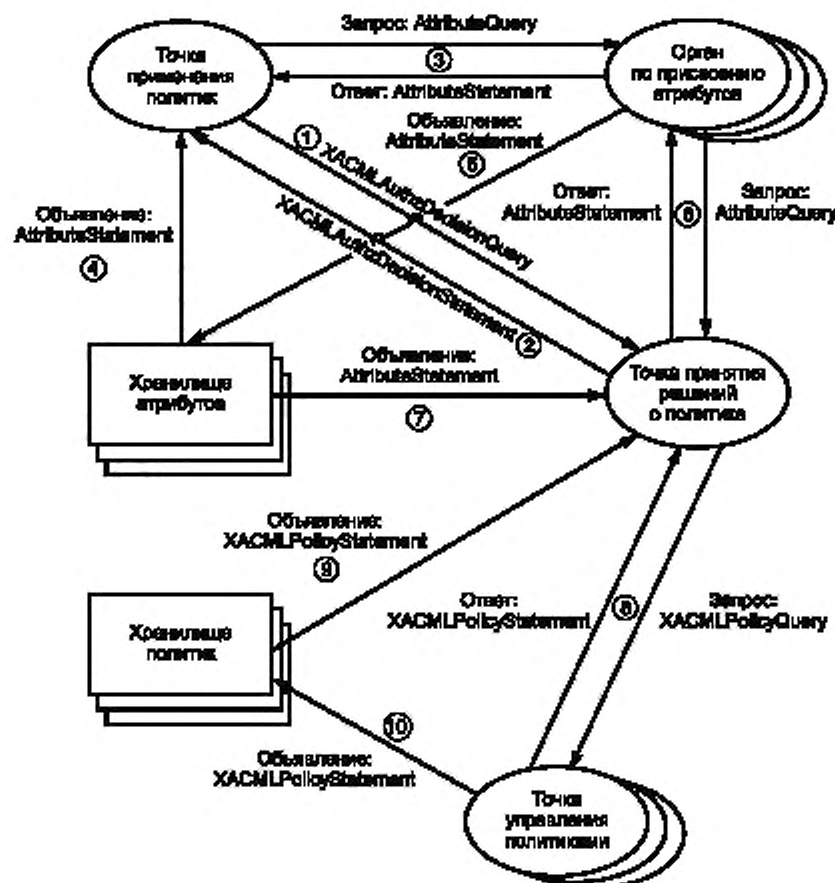 Запрос: AttributeQuery
Точка
применения
политик
③
Орган
по присвоению
атрибутов
Ответ: AttributeStatement
Объявление:
AttributeStatement
⑤
① XACMLAuthzDecisionQuery
Ответ:
AttributeStatement
⑥
Запрос:
AttributeQuery
Объявление:
AttributeStatement
④
XACMLAuthzDecisionStatement ②
Хранилище
атрибутов
Объявление:
AttributeStatement
⑦
Точка принятия
решений
о политике
Объявление:
XACMLPolicyStatement
⑨
Ответ:
XACMLPolicyStatement
⑧
Запрос:
XACMLPolicyQuery
Хранилище
политик
⑩
Объявление:
XACMLPolicyStatement
Точка
управления
политиками